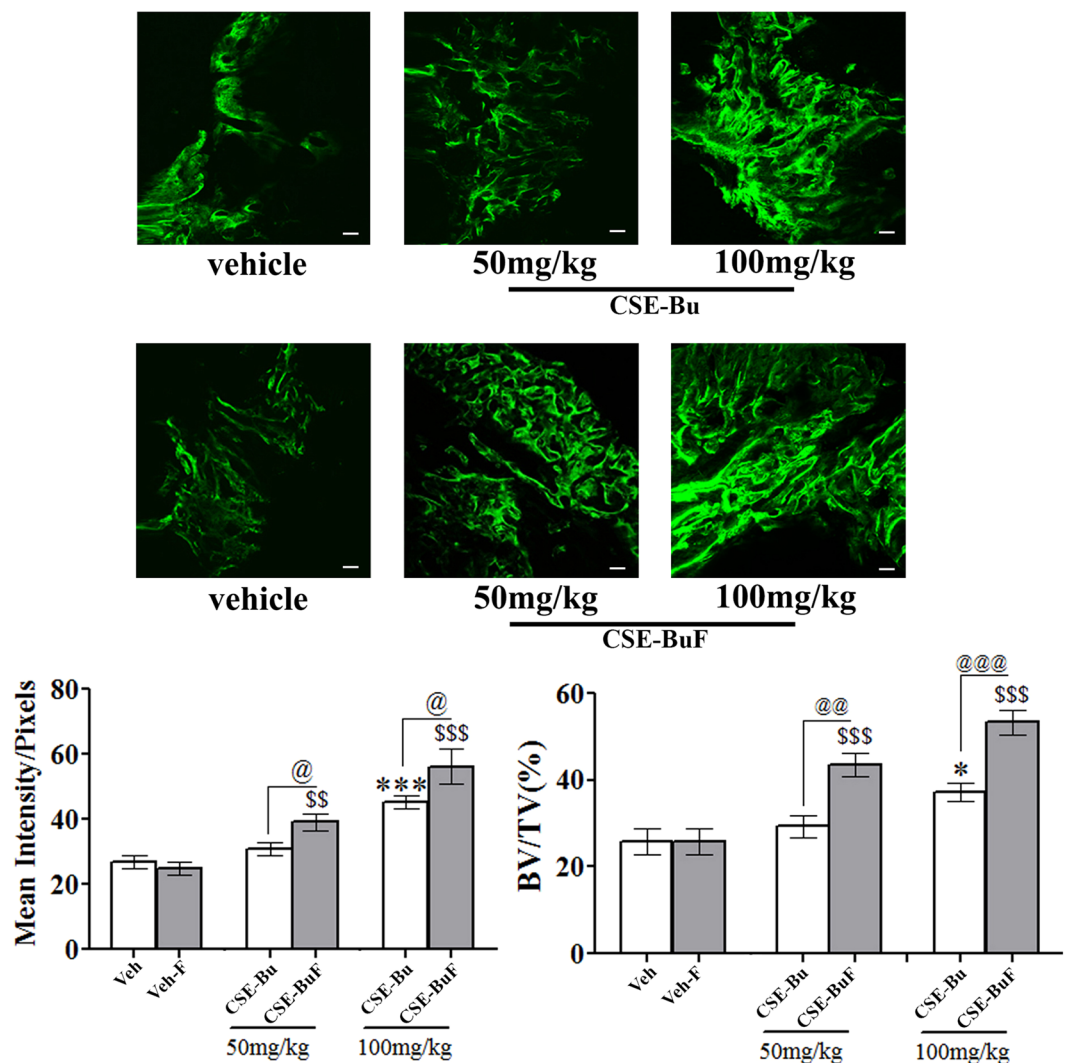 vehicle 50mg/kg 100mg/kg
CSE-Bu
vehicle 50mg/kg 100mg/kg
CSE-BuF
Mean Intensity/Pixels
80
60
40
20
0
@
@
$$
***
$$$
Veh Veh-F CSE-Bu CSE-BuF CSE-Bu CSE-BuF
50mg/kg 100mg/kg
BV/TV(%)
60
40
20
0
@@
@@@
$$$
*
$$$
Veh Veh-F CSE-Bu CSE-BuF CSE-Bu CSE-BuF
50mg/kg 100mg/kg